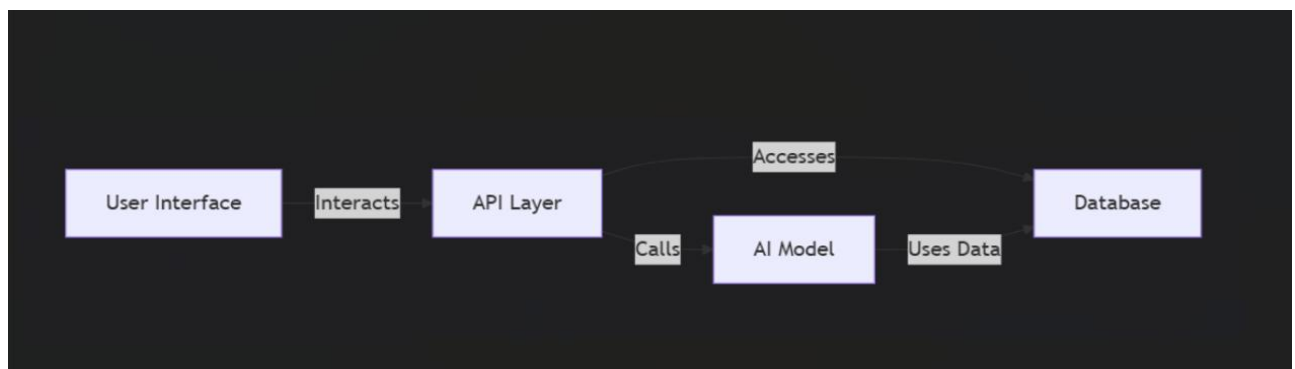 Accesses
User Interface
Interacts
API Layer
Database
Calls
AI Model
Uses Data